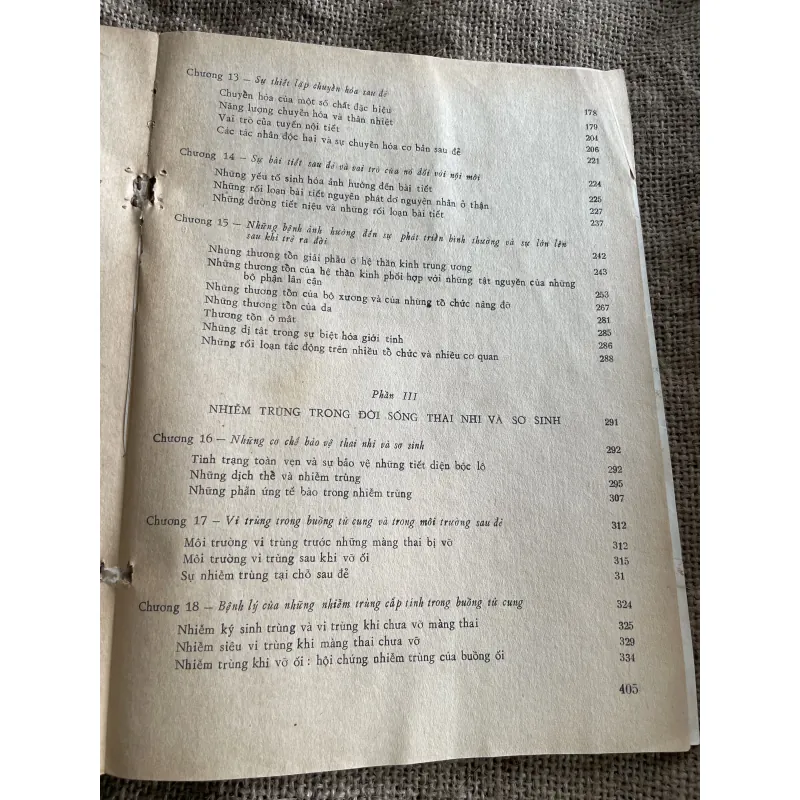 Chương 13 – Sự thiết lập chuyển hóa sau đẻ
Chuyển hóa của một số chất đặc hiệu 178
Năng lượng chuyển hóa và thân nhiệt 179
Vai trò của tuyến nội tiết 204
Các tác nhân độc hại và sự chuyển hóa cơ bản sau đẻ 206
Chương 14 – Sự bài tiết sau đẻ và vai trò của nó đối với nội môi 221
Những yếu tố sinh hóa ảnh hưởng đến bài tiết 224
Những rối loạn bài tiết nguyên phát do nguyên nhân ở thận 225
Những đường tiết niệu và những rối loạn bài tiết 227
Chương 15 – Những bệnh ảnh hưởng đến sự phát triển bình thường và sự lớn lên 237
sau khi trẻ ra đời
Những thương tổn giải phẫu ở hệ thần kinh trung ương 242
Những thương tổn của hệ thần kinh phối hợp với những tật nguyền của những 243
bộ phận lân cận
Những thương tổn của bộ xương và của những tổ chức nâng đỡ 253
Những thương tổn của da 267
Thương tổn ở mắt 281
Những dị tật trong sự biệt hóa giới tính 285
Những rối loạn tác động trên nhiều tổ chức và nhiều cơ quan 286
288
Phần III
NHIỄM TRÙNG TRONG ĐỜI SỐNG THAI NHI VÀ SƠ SINH 291
Chương 16 – Những cơ chế bảo vệ thai nhi và sơ sinh 292
Tình trạng toàn vẹn và sự bảo vệ những tiết diện bộc lộ 292
Những dịch thể và nhiễm trùng 295
Những phản ứng tế bào trong nhiễm trùng 307
Chương 17 – Vi trùng trong buồng tử cung và trong môi trường sau đẻ 312
Môi trường vi trùng trước những màng thai bị vỡ 312
Môi trường vi trùng sau khi vỡ ối 315
Sự nhiễm trùng tại chỗ sau đẻ 31
Chương 18 – Bệnh lý của những nhiễm trùng cấp tính trong buồng tử cung 324
Nhiễm ký sinh trùng và vi trùng khi chưa vỡ màng thai 325
Nhiễm siêu vi trùng khi màng thai chưa vỡ 329
Nhiễm trùng khi vỡ ối : hội chứng nhiễm trùng của buồng ối 334
405